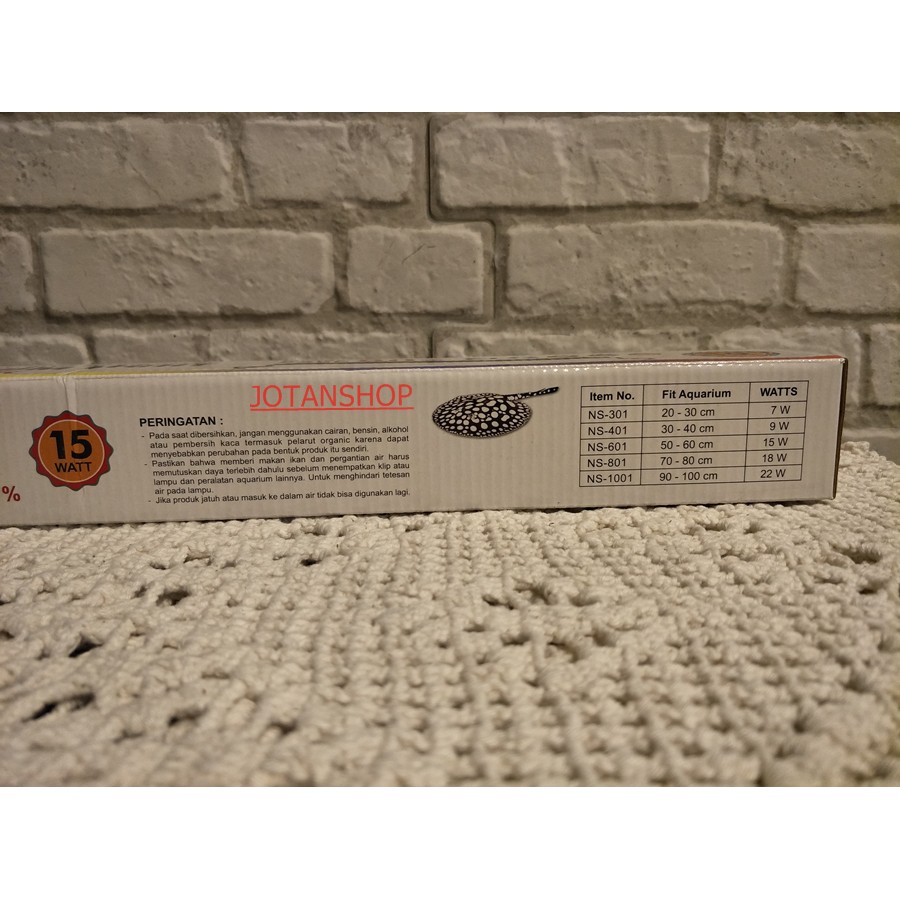 JOTANSHOP
15
WATT
%
PERINGATAN :
- Pada saat dibersihkan, jangan menggunakan cairan, bensin, alkohol
atau pembersih kaca termasuk pelarut organic karena dapat
menyebabkan perubahan pada bentuk produk itu sendiri.
- Pastikan bahwa memberi makan ikan dan pergantian air harus
memutuskan daya terlebih dahulu sebelum menempatkan klip atau
lampu dan peralatan aquarium lainnya. Untuk menghindari tetesan
air pada lampu.
- Jika produk jatuh atau masuk ke dalam air tidak bisa digunakan lagi.
Item No. Fit Aquarium WATTS
NS-301 20 - 30 cm 7 W
NS-401 30 - 40 cm 9 W
NS-601 50 - 60 cm 15 W
NS-801 70 - 80 cm 18 W
NS-1001 90 - 100 cm 22 W